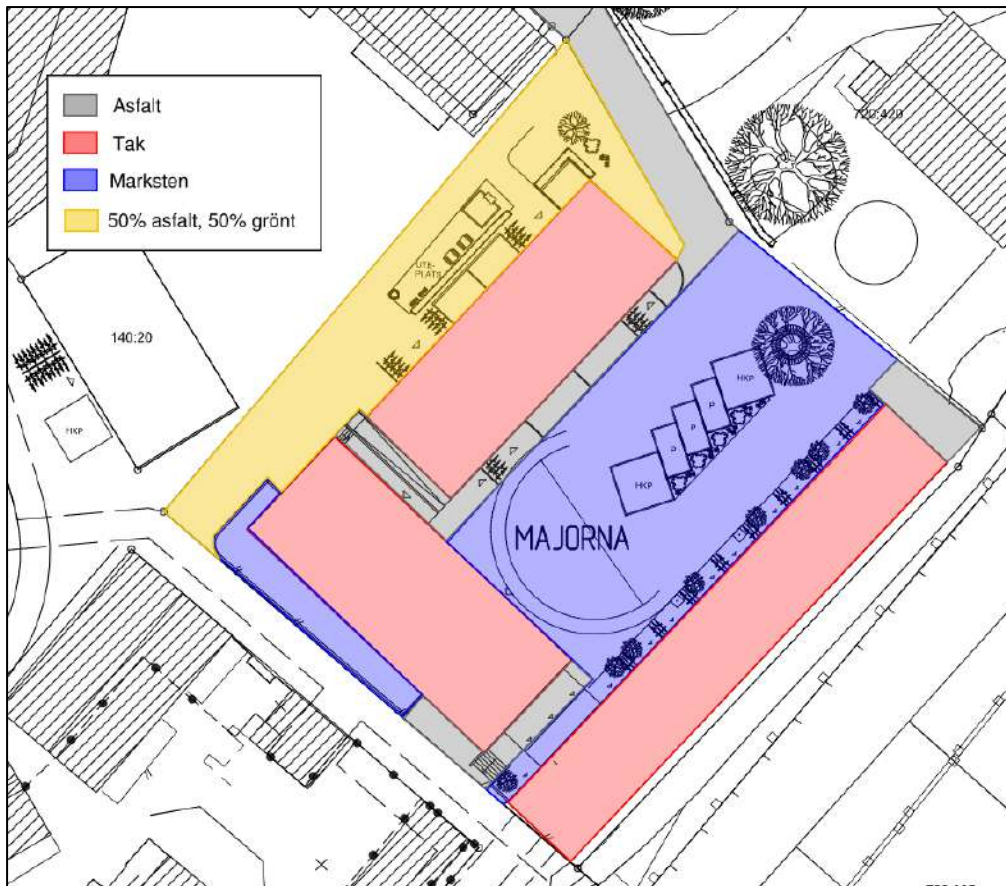 Asfalt
Tak
Marksten
50% asfalt, 50% grönt
720:420
UTE-
PLATS
140:20
HKP
HKP
P
P
P
HKP
MAJORNA